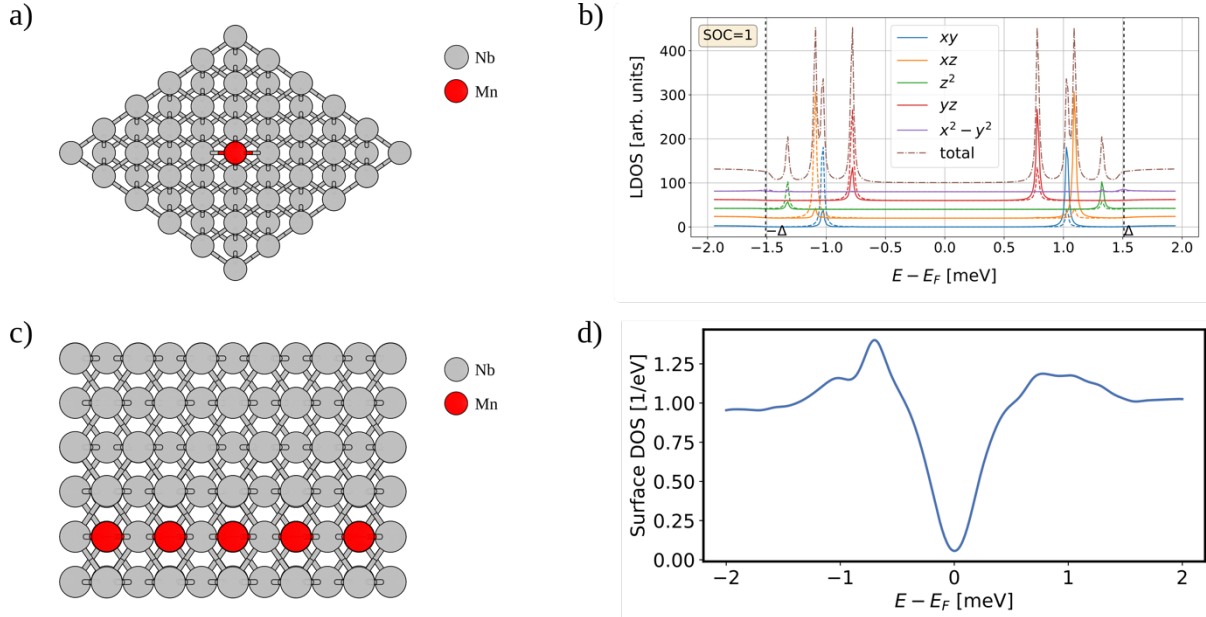 a)
Nb
Mn
b)
SOC=1
xy
xz
z²
yz
x² − y²
total
LDOS [arb. units]
400
300
200
100
0
−Δ
Δ
−2.0 −1.5 −1.0 −0.5 0.0 0.5 1.0 1.5 2.0
E − E_F [meV]
c)
Nb
Mn
d)
Surface DOS [1/eV]
1.25
1.00
0.75
0.50
0.25
0.00
−2 −1 0 1 2
E − E_F [meV]